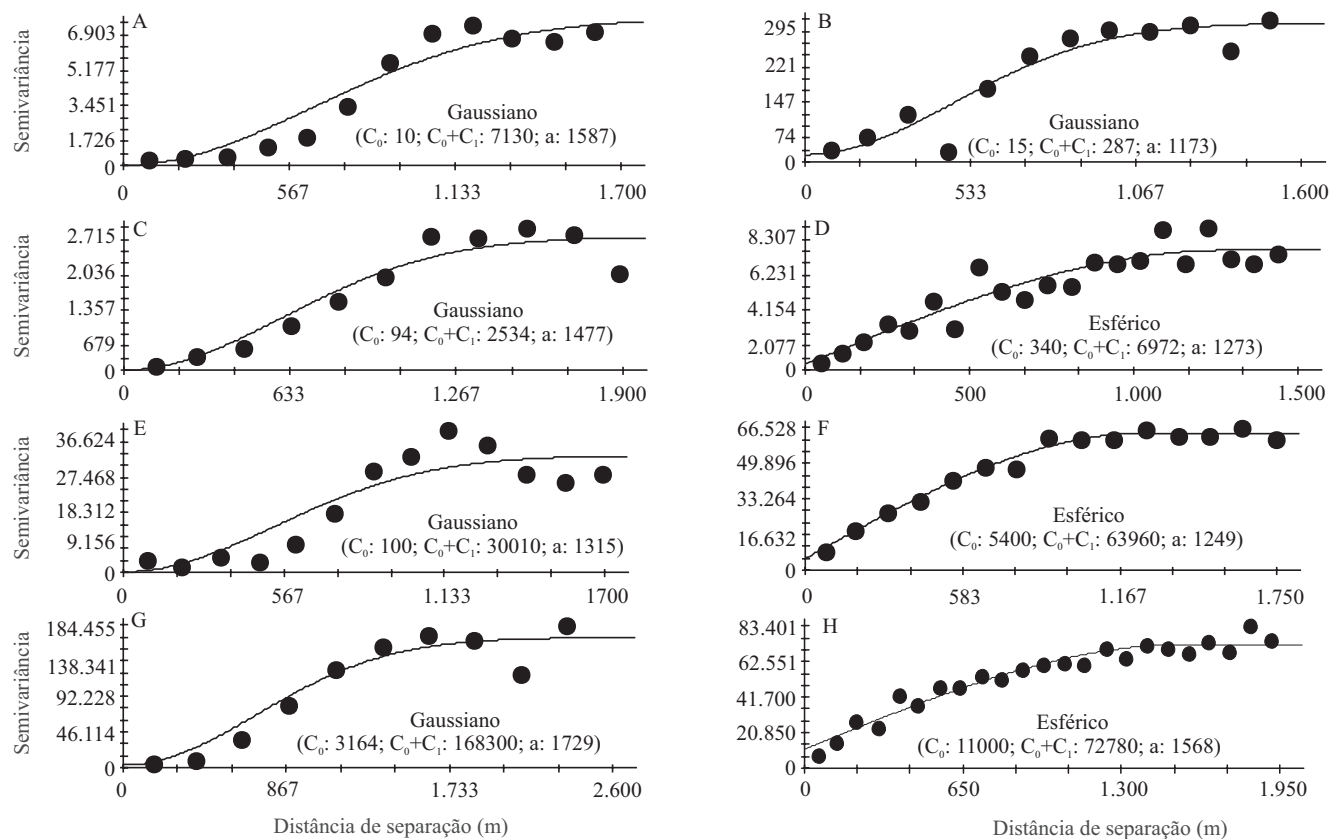 A
Semivariância
6.903
5.177
3.451
1.726
0
Gaussiano
(C₀: 10; C₀+C₁: 7130; a: 1587)
0 567 1.133 1.700
B
295
221
147
74
0
Gaussiano
(C₀: 15; C₀+C₁: 287; a: 1173)
0 533 1.067 1.600
C
Semivariância
2.715
2.036
1.357
679
0
Gaussiano
(C₀: 94; C₀+C₁: 2534; a: 1477)
0 633 1.267 1.900
D
8.307
6.231
4.154
2.077
0
Esférico
(C₀: 340; C₀+C₁: 6972; a: 1273)
0 500 1.000 1.500
E
Semivariância
36.624
27.468
18.312
9.156
0
Gaussiano
(C₀: 100; C₀+C₁: 30010; a: 1315)
0 567 1.133 1700
F
66.528
49.896
33.264
16.632
0
Esférico
(C₀: 5400; C₀+C₁: 63960; a: 1249)
0 583 1.167 1.750
G
Semivariância
184.455
138.341
92.228
46.114
0
Gaussiano
(C₀: 3164; C₀+C₁: 168300; a: 1729)
0 867 1.733 2.600
Distância de separação (m)
H
83.401
62.551
41.700
20.850
0
Esférico
(C₀: 11000; C₀+C₁: 72780; a: 1568)
0 650 1.300 1.950
Distância de separação (m)